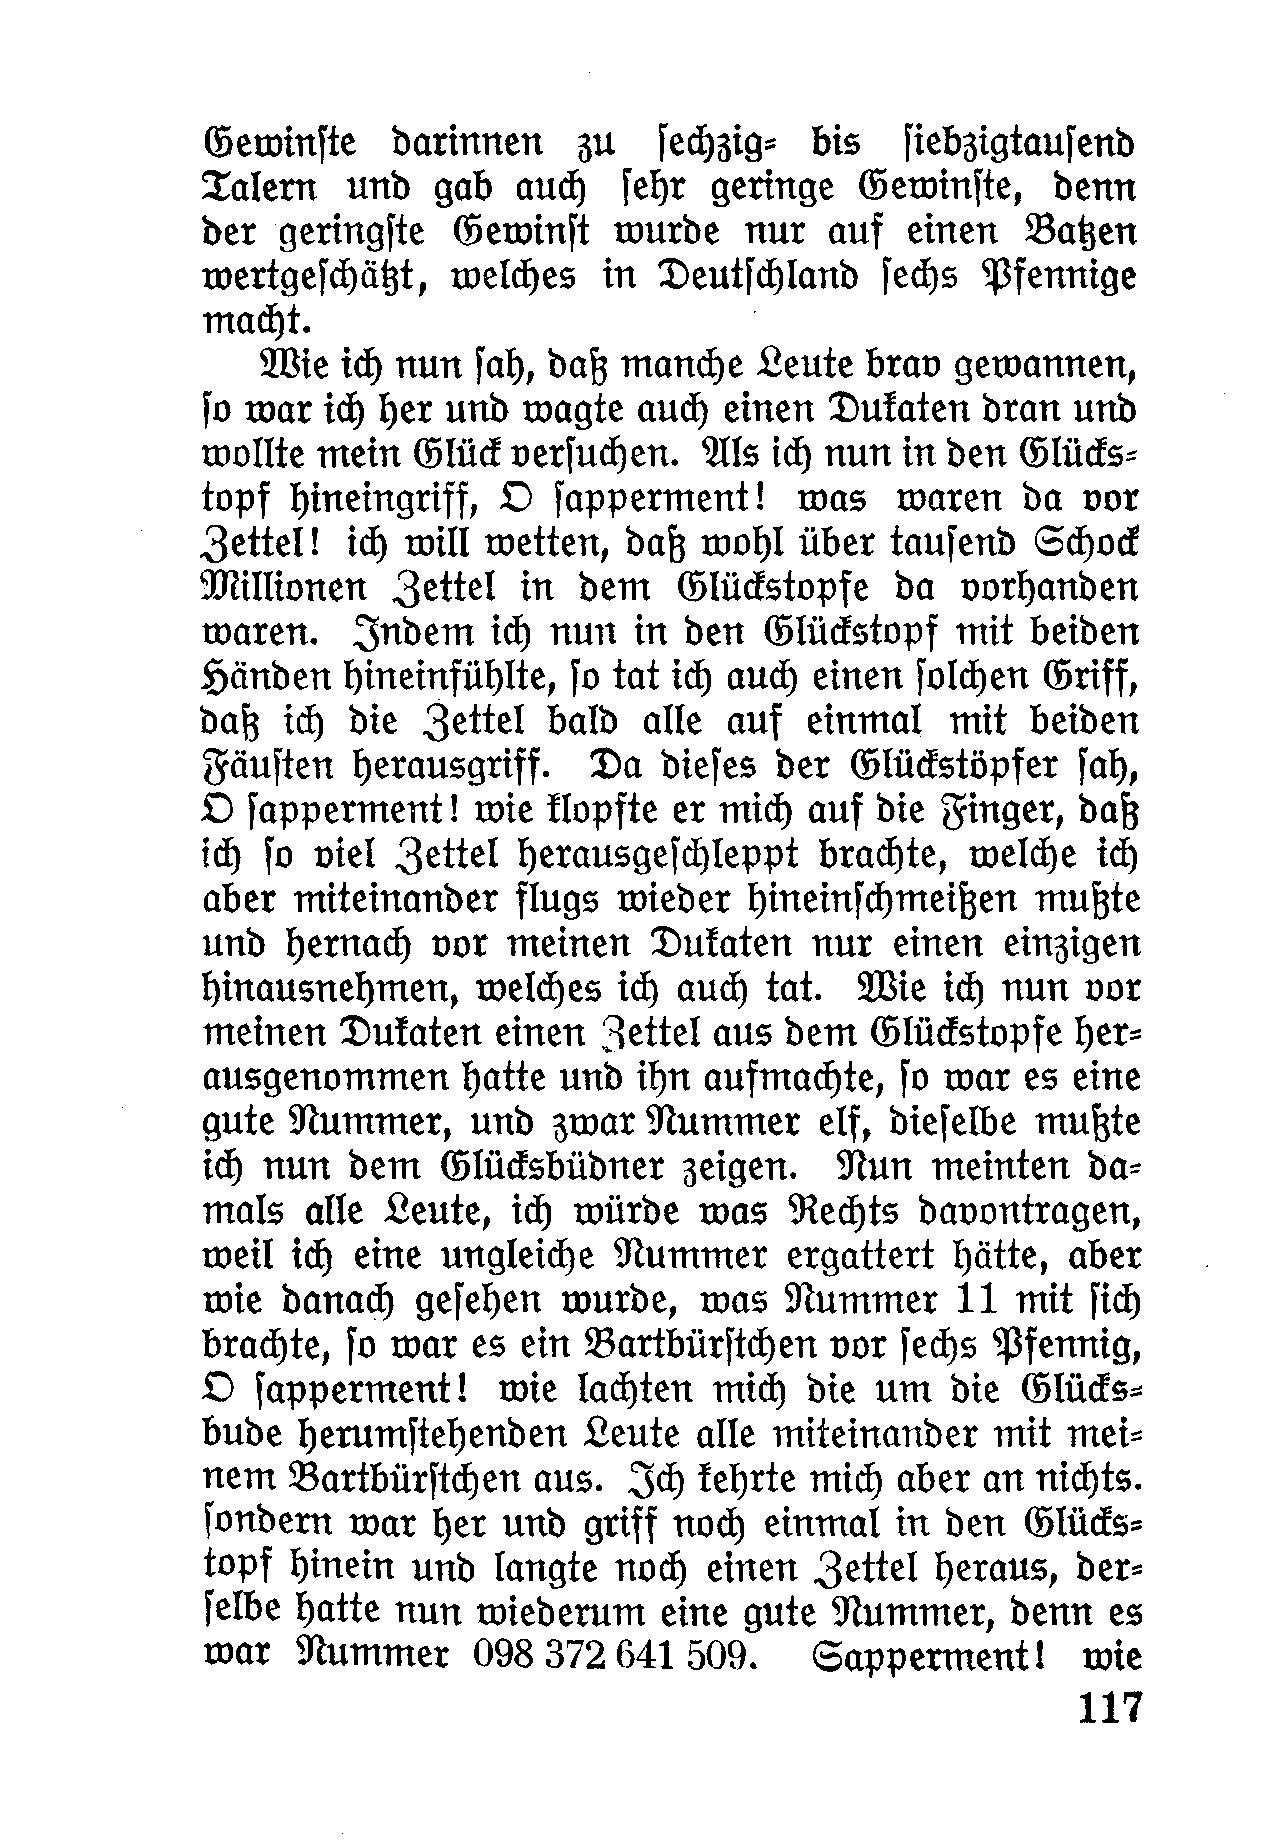 Gewinſte darinnen zu ſechzig- bis ſiebzigtauſend
Talern und gab auch ſehr geringe Gewinſte, denn
der geringſte Gewinſt wurde nur auf einen Batzen
wertgeſchätzt, welches in Deutſchland ſechs Pfennige
macht.
Wie ich nun ſah, daß manche Leute brav gewannen,
ſo war ich her und wagte auch einen Dukaten dran und
wollte mein Glück verſuchen. Als ich nun in den Glücks-
topf hineingriff, O ſapperment! was waren da vor
Zettel! ich will wetten, daß wohl über tauſend Schock
Millionen Zettel in dem Glückstopfe da vorhanden
waren. Indem ich nun in den Glückstopf mit beiden
Händen hineinfühlte, ſo tat ich auch einen ſolchen Griff,
daß ich die Zettel bald alle auf einmal mit beiden
Fäuſten herausgriff. Da dieſes der Glückstöpfer ſah,
O ſapperment! wie klopfte er mich auf die Finger, daß
ich ſo viel Zettel herausgeſchleppt brachte, welche ich
aber miteinander flugs wieder hineinſchmeißen mußte
und hernach vor meinen Dukaten nur einen einzigen
hinausnehmen, welches ich auch tat. Wie ich nun vor
meinen Dukaten einen Zettel aus dem Glückstopfe her-
ausgenommen hatte und ihn aufmachte, ſo war es eine
gute Nummer, und zwar Nummer elf, dieſelbe mußte
ich nun dem Glücksbüdner zeigen. Nun meinten da-
mals alle Leute, ich würde was Rechts davontragen,
weil ich eine ungleiche Nummer ergattert hätte, aber
wie danach geſehen wurde, was Nummer 11 mit ſich
brachte, ſo war es ein Bartbürſtchen vor ſechs Pfennig,
O ſapperment! wie lachten mich die um die Glücks-
bude herumſtehenden Leute alle miteinander mit mei-
nem Bartbürſtchen aus. Ich kehrte mich aber an nichts.
ſondern war her und griff noch einmal in den Glücks-
topf hinein und langte noch einen Zettel heraus, der-
ſelbe hatte nun wiederum eine gute Nummer, denn es
war Nummer 098 372 641 509. Sapperment! wie
117